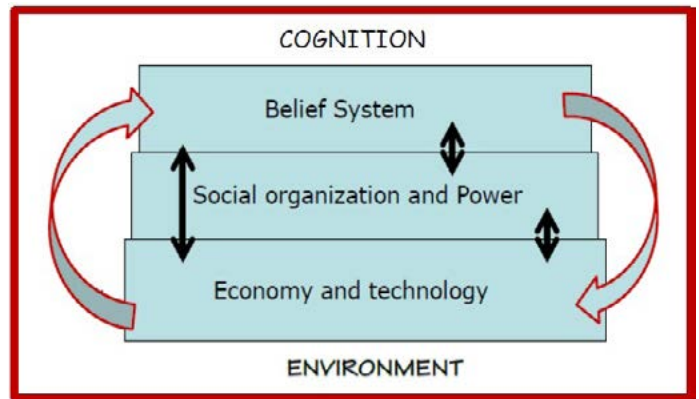 COGNITION
Belief System
Social organization and Power
Economy and technology
ENVIRONMENT